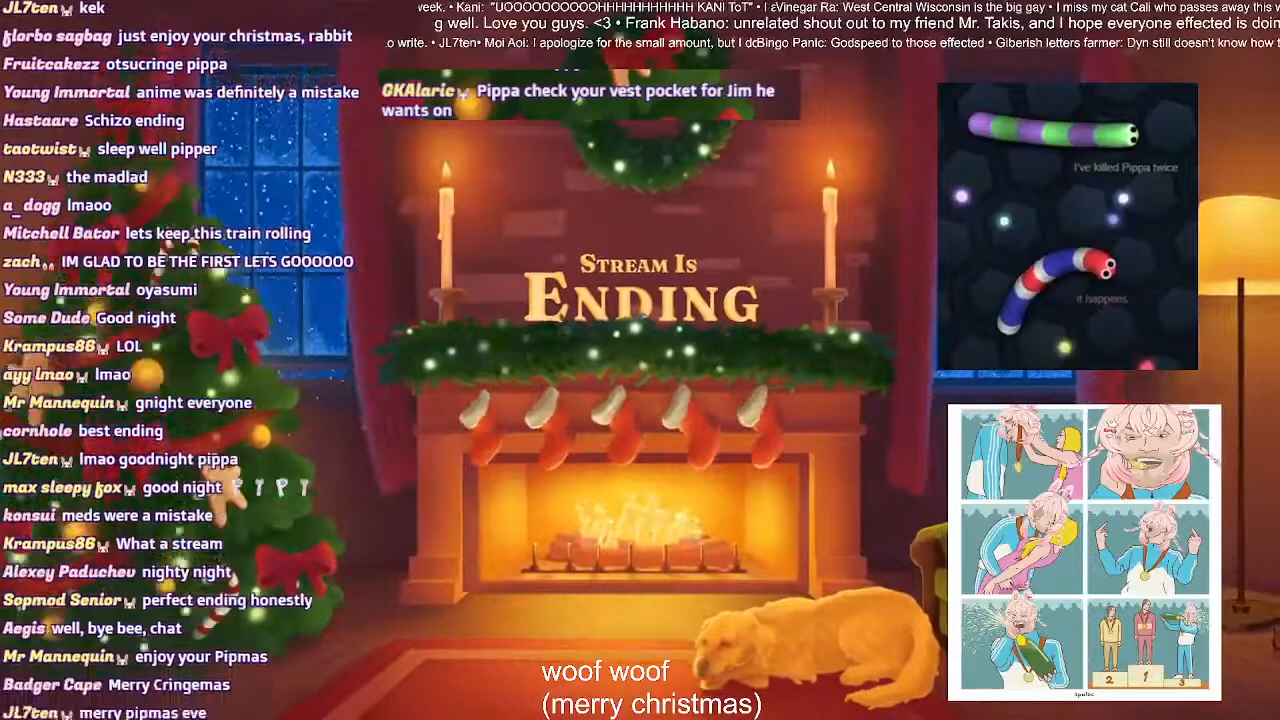 veek. • Kani: "UOOOOOOOOOOHHHHHHHHHHH KANI ToT" • I
Vinegar Ra: West Central Wisconsin is the big gay • I miss my cat Cali who passes away this w
g well. Love you guys. <3 • Frank Habano: unrelated shout out to my friend Mr. Takis, and I hope everyone effected is doin
.o write. • JL7ten• Moi Aoi: I apologize for the small amount, but I
Bingo Panic: Godspeed to those effected • Giberish letters farmer: Dyn still doesn't know how t
JL7ten kek
florbo sagbag just enjoy your christmas, rabbit
Fruitcakezz otsucringe pippa
Young Immortal anime was definitely a mistake
Hastaare Schizo ending
taotwist sleep well pipper
N333 the madlad
a_dogg lmaoo
Mitchell Bator lets keep this train rolling
zach IM GLAD TO BE THE FIRST LETS GOOOOOO
Young Immortal oyasumi
Some Dude Good night
Krampus86 LOL
ayy lmao lmao
Mr Mannequin gnight everyone
cornhole best ending
JL7ten lmao goodnight pippa
max sleepy fox good night
konsui meds were a mistake
Krampus86 What a stream
Alexey Paduchev nighty night
Sopmod Senior perfect ending honestly
Aegis well, bye bee, chat
Mr Mannequin enjoy your Pipmas
Badger Cape Merry Cringemas
JL7ten merry pipmas eve
GKAlaric Pippa check your vest pocket for Jim he
wants on
STREAM IS
ENDING
I've killed Pippa twice
it happens
2 1 3
woof woof
(merry christmas)